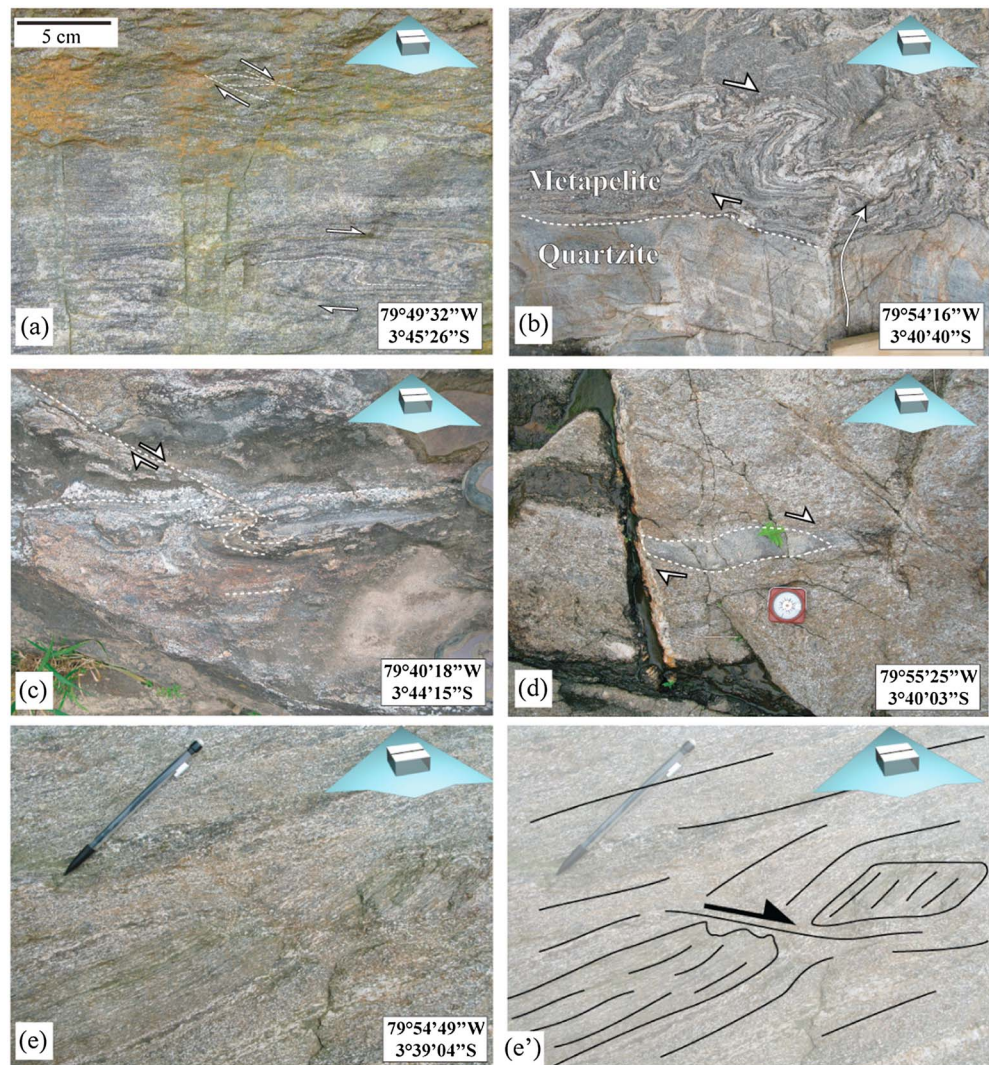 5 cm
(a)
79°49’32’’W
3°45’26’’S
Metapelite
Quartzite
(b)
79°54’16’’W
3°40’40’’S
(c)
79°40’18’’W
3°44’15’’S
(d)
79°55’25’’W
3°40’03’’S
(e)
79°54’49’’W
3°39’04’’S
(e’)